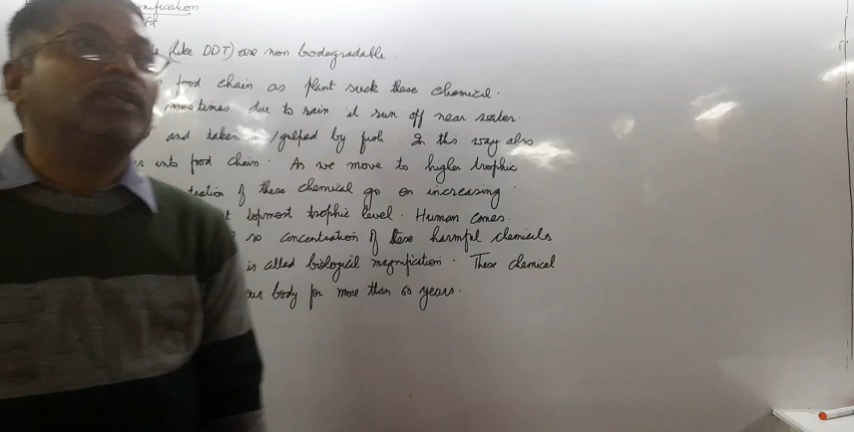 (like DDT) are non biodegradable.
food chain as plant suck these chemical.
due to rain it run off near water.
and taken /gulped by fish. In this way also
into food chain. As we move to higher trophic
of these chemical go on increasing
topmost trophic level. Human comes
so concentration of these harmful chemicals
is called biological magnification. These chemical
our body for more than 50 years.